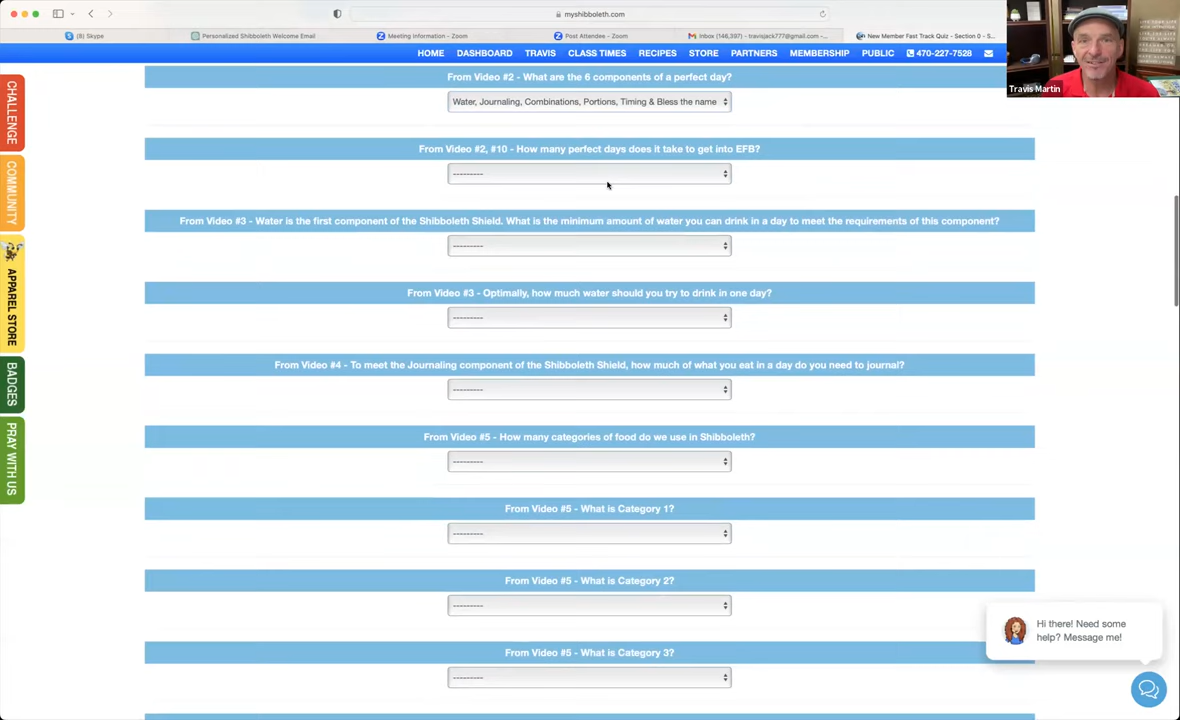 myshibboleth.com
(8) Skype
Personalized Shibboleth Welcome Email
Meeting Information - Zoom
Post Attendee - Zoom
Inbox (146,397) - travisjack777@gmail.com -
New Member Fast Track Quiz - Section 0 - S...
HOME DASHBOARD TRAVIS CLASS TIMES RECIPES STORE PARTNERS MEMBERSHIP PUBLIC 470-227-7528
Travis Martin
CHALLENGE
COMMUNITY
APPAREL STORE
BADGES
PRAY WITH US
From Video #2 - What are the 6 components of a perfect day?
Water, Journaling, Combinations, Portions, Timing & Bless the name
From Video #2, #10 - How many perfect days does it take to get into EFB?
---------
From Video #3 - Water is the first component of the Shibboleth Shield. What is the minimum amount of water you can drink in a day to meet the requirements of this component?
---------
From Video #3 - Optimally, how much water should you try to drink in one day?
---------
From Video #4 - To meet the Journaling component of the Shibboleth Shield, how much of what you eat in a day do you need to journal?
---------
From Video #5 - How many categories of food do we use in Shibboleth?
---------
From Video #5 - What is Category 1?
---------
From Video #5 - What is Category 2?
---------
From Video #5 - What is Category 3?
---------
Hi there! Need some
help? Message me!